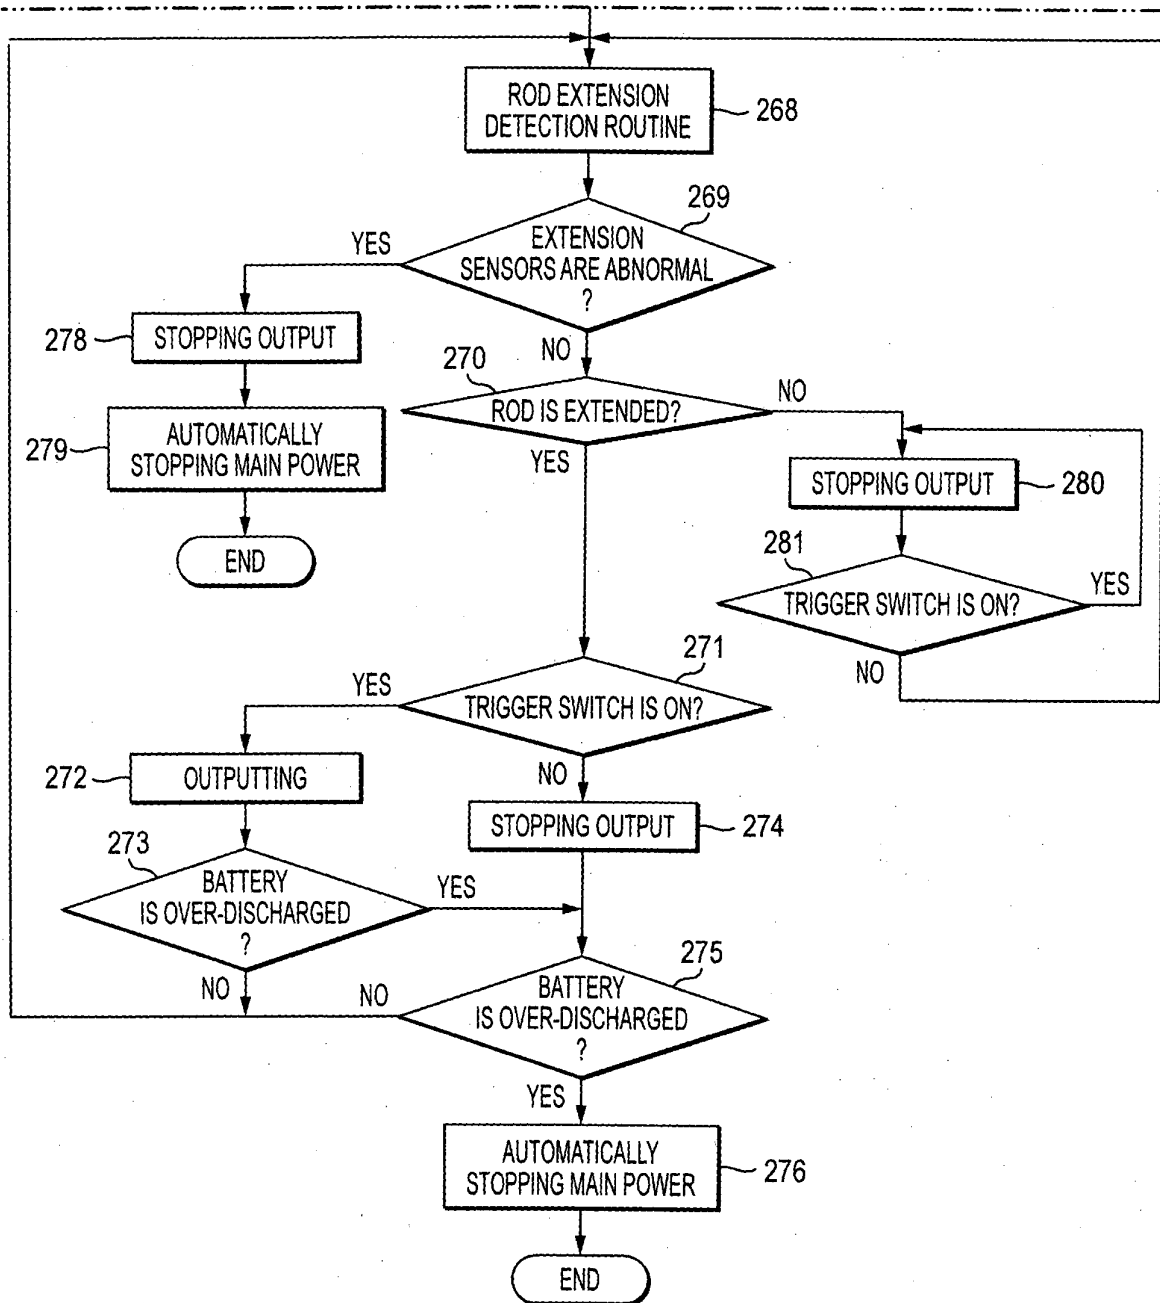 ROD EXTENSION
DETECTION ROUTINE
268
269
EXTENSION
SENSORS ARE ABNORMAL
?
YES
NO
278
STOPPING OUTPUT
270
ROD IS EXTENDED?
NO
YES
279
AUTOMATICALLY
STOPPING MAIN POWER
END
STOPPING OUTPUT
280
281
TRIGGER SWITCH IS ON?
YES
NO
271
TRIGGER SWITCH IS ON?
YES
NO
272
OUTPUTTING
STOPPING OUTPUT
274
273
BATTERY
IS OVER-DISCHARGED
?
YES
NO
275
BATTERY
IS OVER-DISCHARGED
?
NO
YES
AUTOMATICALLY
STOPPING MAIN POWER
276
END